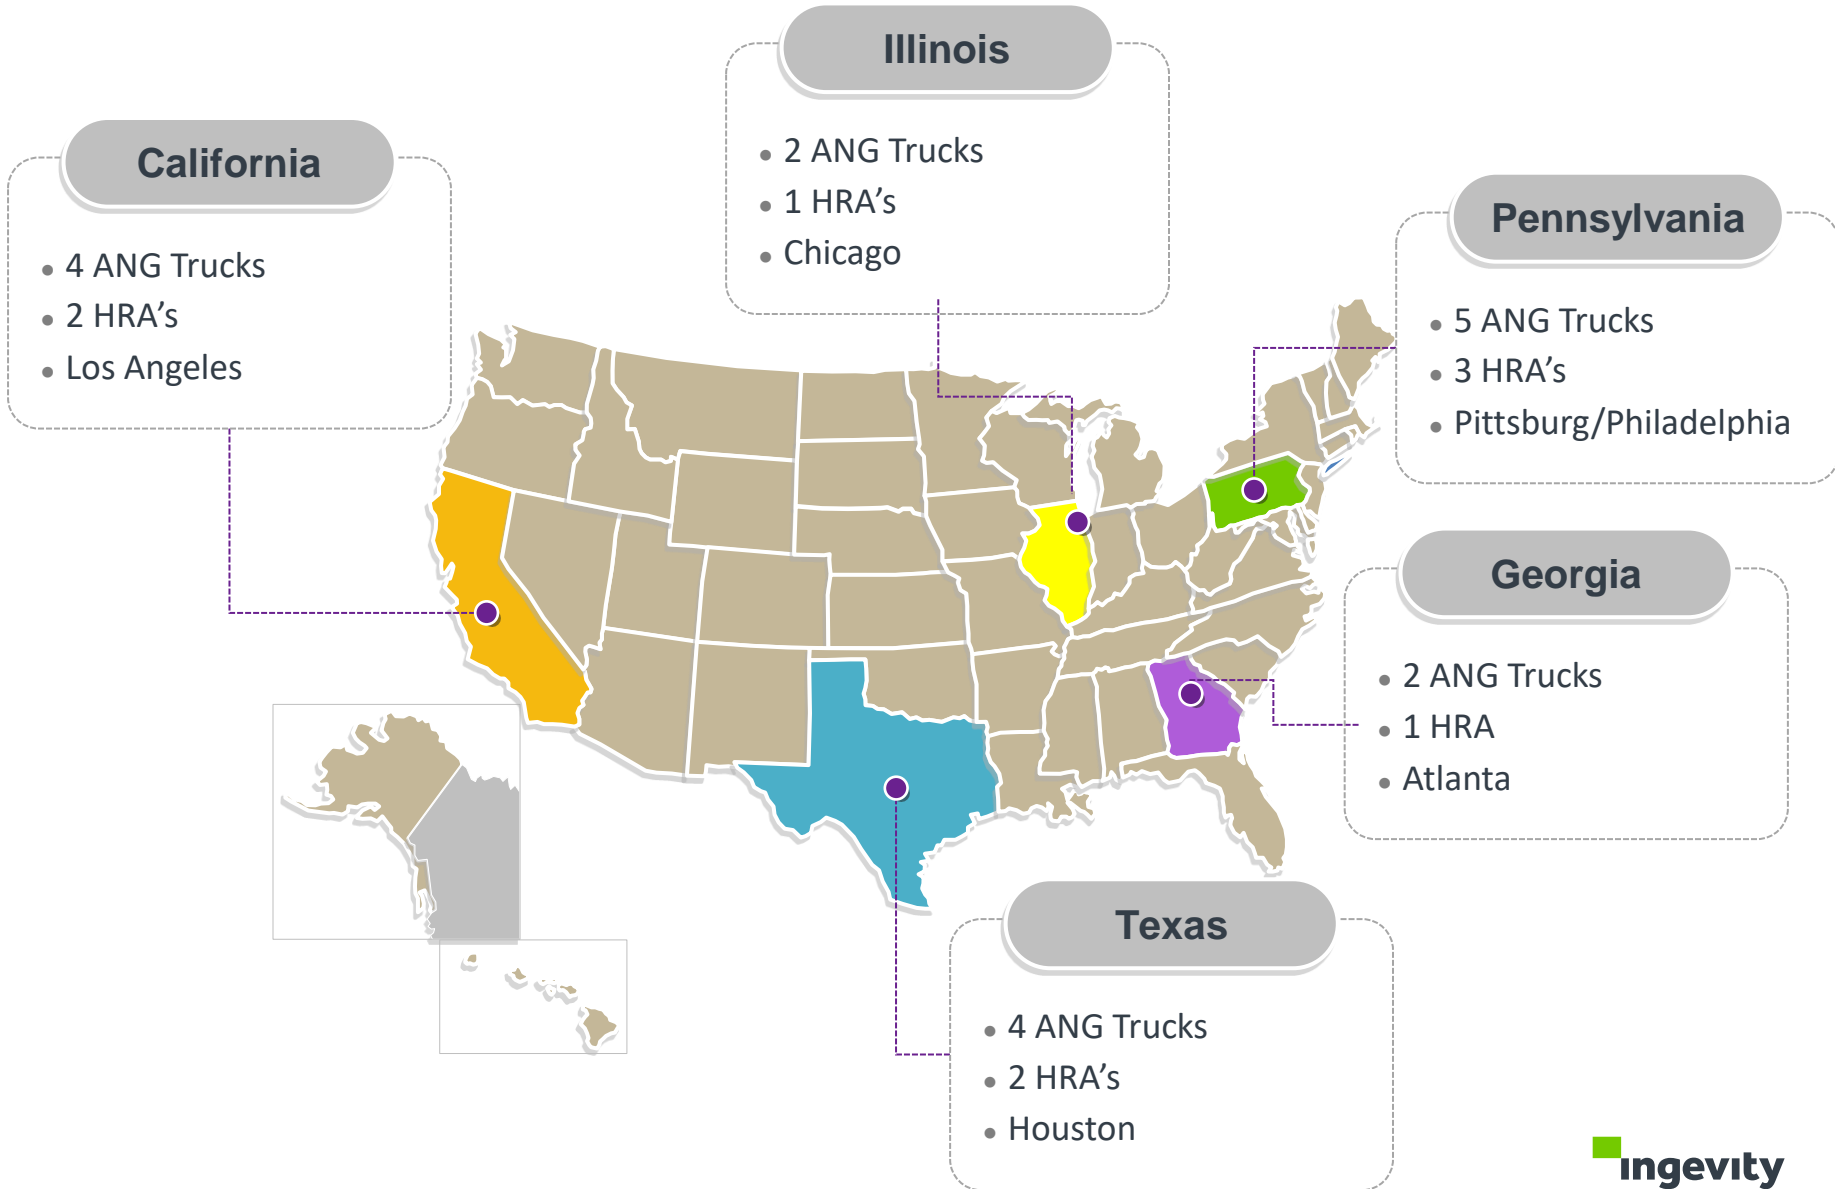 Illinois
• 2 ANG Trucks
• 1 HRA’s
• Chicago
California
• 4 ANG Trucks
• 2 HRA’s
• Los Angeles
Pennsylvania
• 5 ANG Trucks
• 3 HRA’s
• Pittsburg/Philadelphia
Georgia
• 2 ANG Trucks
• 1 HRA
• Atlanta
Texas
• 4 ANG Trucks
• 2 HRA’s
• Houston
ingevity